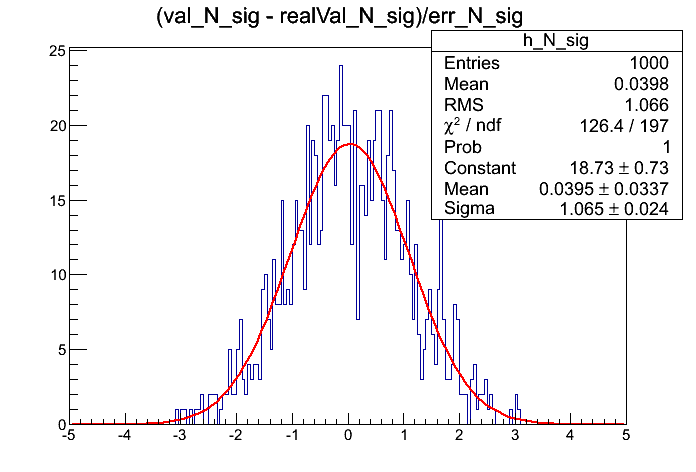 (val_N_sig - realVal_N_sig)/err_N_sig
h_N_sig
Entries 1000
Mean 0.0398
RMS 1.066
χ² / ndf 126.4 / 197
Prob 1
Constant 18.73 ± 0.73
Mean 0.0395 ± 0.0337
Sigma 1.065 ± 0.024
25
20
15
10
5
0
-5 -4 -3 -2 -1 0 1 2 3 4 5